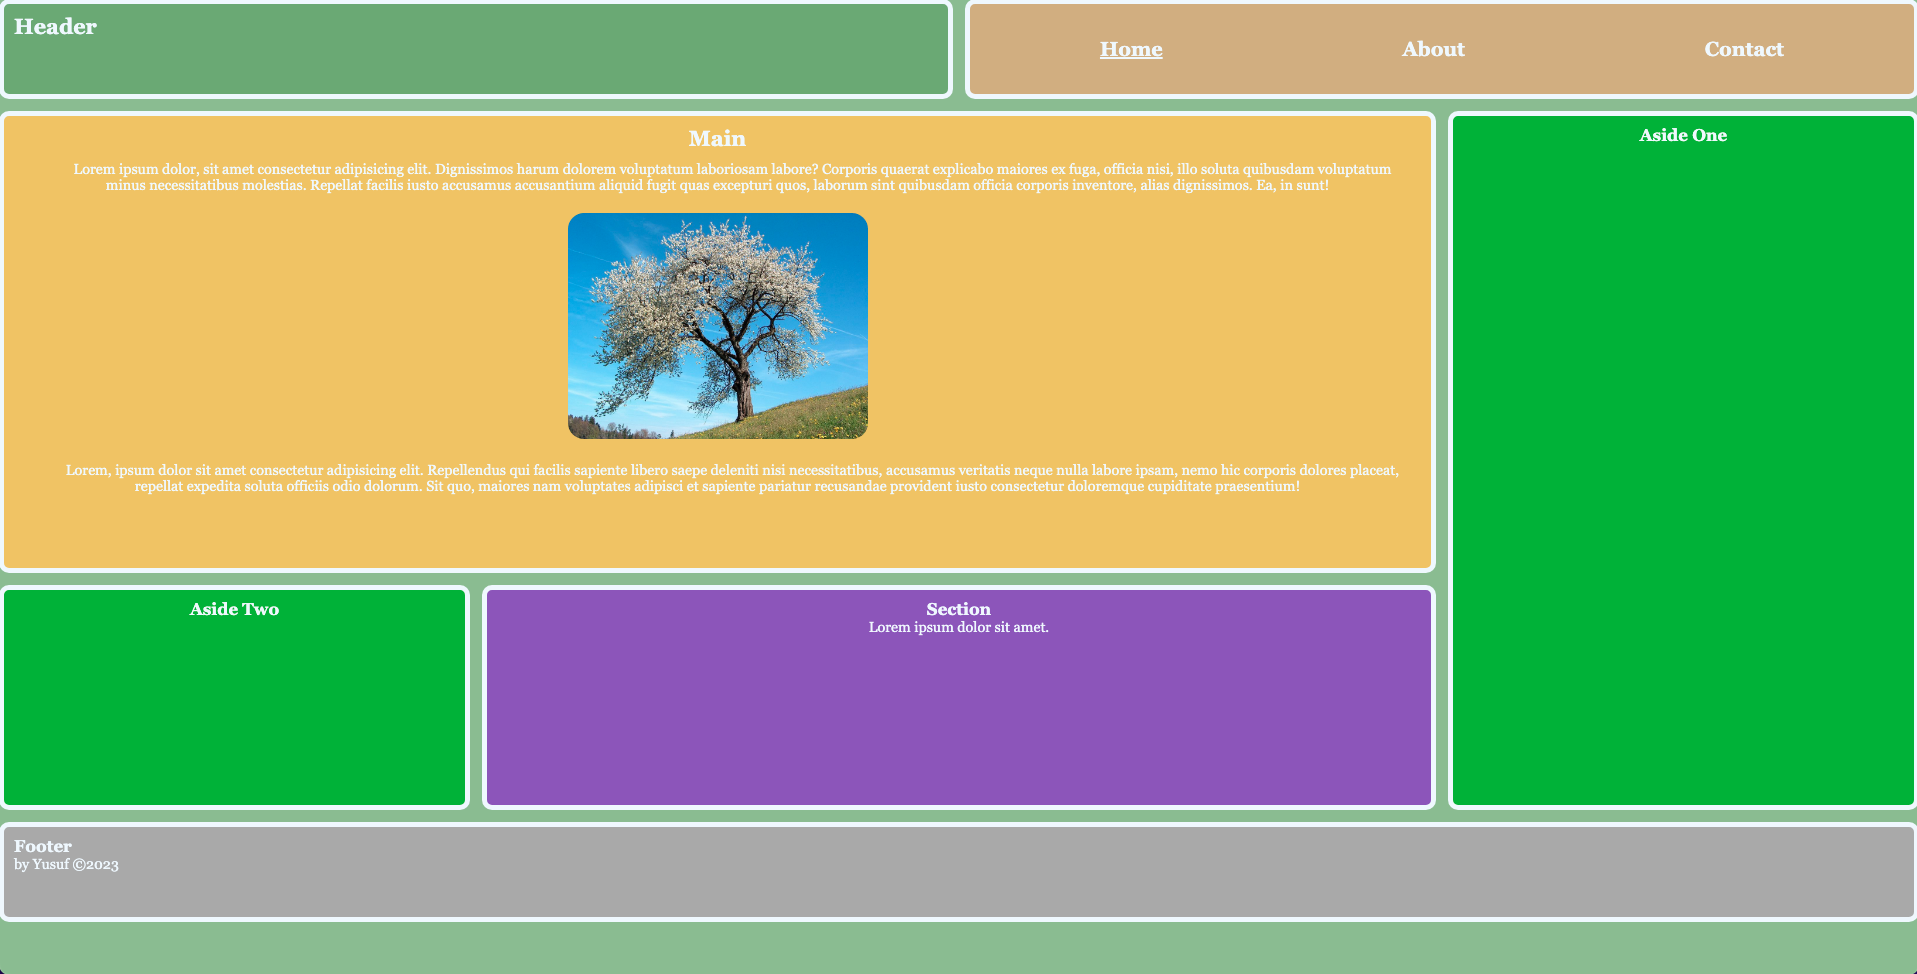 Header
Home About Contact
Main
Lorem ipsum dolor, sit amet consectetur adipisicing elit. Dignissimos harum dolorem voluptatum laboriosam labore? Corporis quaerat explicabo maiores ex fuga, officia nisi, illo soluta quibusdam voluptatum
minus necessitatibus molestias. Repellat facilis iusto accusamus accusantium aliquid fugit quas excepturi quos, laborum sint quibusdam officia corporis inventore, alias dignissimos. Ea, in sunt!
Lorem, ipsum dolor sit amet consectetur adipisicing elit. Repellendus qui facilis sapiente libero saepe deleniti nisi necessitatibus, accusamus veritatis neque nulla labore ipsam, nemo hic corporis dolores placeat,
repellat expedita soluta officiis odio dolorum. Sit quo, maiores nam voluptates adipisci et sapiente pariatur recusandae provident iusto consectetur doloremque cupiditate praesentium!
Aside One
Aside Two
Section
Lorem ipsum dolor sit amet.
Footer
by Yusuf ©2023